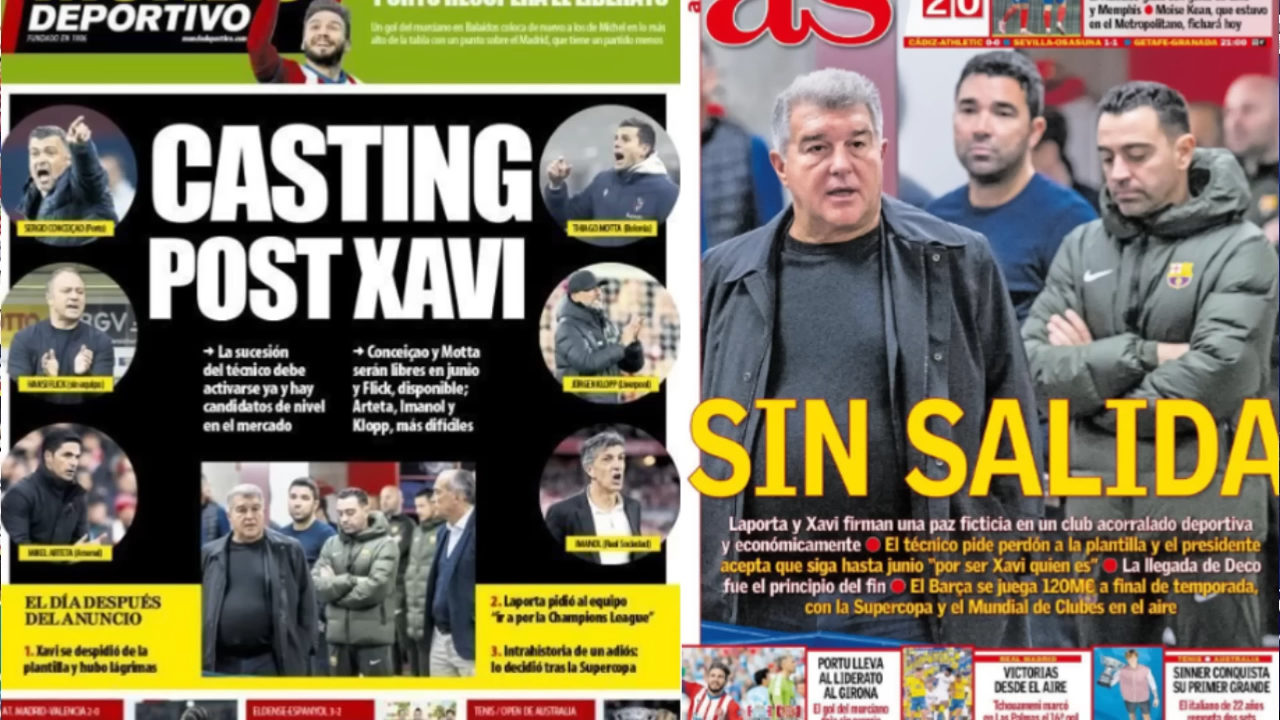 DEPORTIVO
FUNDADO EN 1906
mundodeportivo.com
PORTU RECUPERA EL LIDERATO
Un gol del murciano en Balaídos coloca de nuevo a los de Míchel en lo más
alto de la tabla con un punto sobre el Madrid, que tiene un partido menos
CASTING
POST XAVI
SERGIO CONCEIÇAO (Porto)
THIAGO MOTTA (Bolonia)
HANSI FLICK (sin equipo)
JÜRGEN KLOPP (Liverpool)
MIKEL ARTETA (Arsenal)
IMANOL (Real Sociedad)
→ La sucesión
del técnico debe
activarse ya y hay
candidatos de nivel
en el mercado
→ Conceiçao y Motta
serán libres en junio
y Flick, disponible;
Arteta, Imanol y
Klopp, más difíciles
EL DÍA DESPUÉS
DEL ANUNCIO
1. Xavi se despidió de la
plantilla y hubo lágrimas
2. Laporta pidió al equipo
"ir a por la Champions League"
3. Intrahistoria de un adiós:
lo decidió tras la Supercopa
AT. MADRID-VALENCIA 2-0
ELDENSE-ESPANYOL 3-2
TENIS / OPEN DE AUSTRALIA
as
20
y Memphis ● Moise Kean, que estuvo
en el Metropolitano, fichará hoy
CÁDIZ-ATHLETIC 0-0 SEVILLA-OSASUNA 1-1 GETAFE-GRANADA 21:00
SIN SALIDA
Laporta y Xavi firman una paz ficticia en un club acorralado deportiva
y económicamente ● El técnico pide perdón a la plantilla y el presidente
acepta que siga hasta junio "por ser Xavi quien es" ● La llegada de Deco
fue el principio del fin ● El Barça se juega 120M€ a final de temporada,
con la Supercopa y el Mundial de Clubes en el aire
PORTU LLEVA
AL LIDERATO
AL GIRONA
El gol del murciano
REAL MADRID
VICTORIAS
DESDE EL AIRE
Tchouameni marcó
en Las Palmas el 16º gol
TENIS AUSTRALIA
SINNER CONQUISTA
SU PRIMER GRANDE
El italiano de 22 años